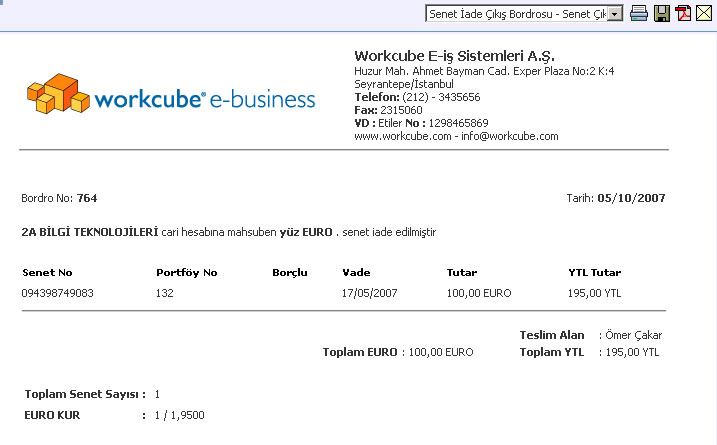 Senet İade Çıkış Bordrosu - Senet Çık
workcube® e-business
Workcube E-iş Sistemleri A.Ş.
Huzur Mah. Ahmet Bayman Cad. Exper Plaza No:2 K:4
Seyrantepe/İstanbul
Telefon: (212) - 3435656
Fax: 2315060
VD : Etiler No : 1298465869
www.workcube.com - info@workcube.com
Bordro No: 764 Tarih: 05/10/2007
2A BİLGİ TEKNOLOJİLERİ cari hesabına mahsuben yüz EURO . senet iade edilmiştir
Senet No Portföy No Borçlu Vade Tutar YTL Tutar
094398749083 132 17/05/2007 100,00 EURO 195,00 YTL
Teslim Alan : Ömer Çakar
Toplam EURO : 100,00 EURO Toplam YTL : 195,00 YTL
Toplam Senet Sayısı : 1
EURO KUR : 1 / 1,9500